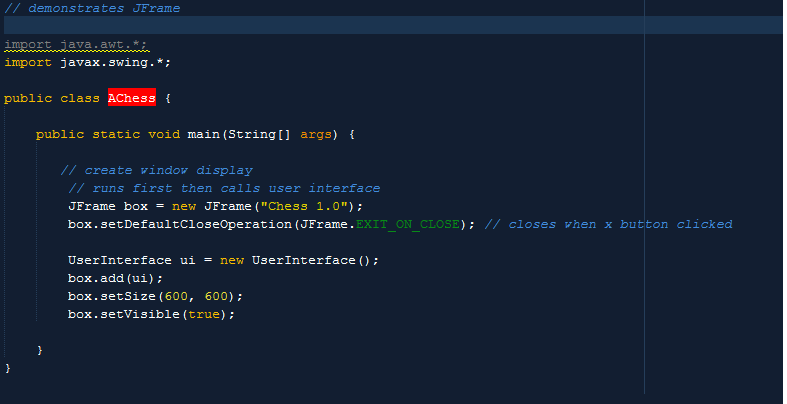 // demonstrates JFrame
import java.awt.*;
import javax.swing.*;
public class AChess {
public static void main(String[] args) {
// create window display
// runs first then calls user interface
JFrame box = new JFrame("Chess 1.0");
box.setDefaultCloseOperation(JFrame.EXIT_ON_CLOSE); // closes when x button clicked
UserInterface ui = new UserInterface();
box.add(ui);
box.setSize(600, 600);
box.setVisible(true);
}
}